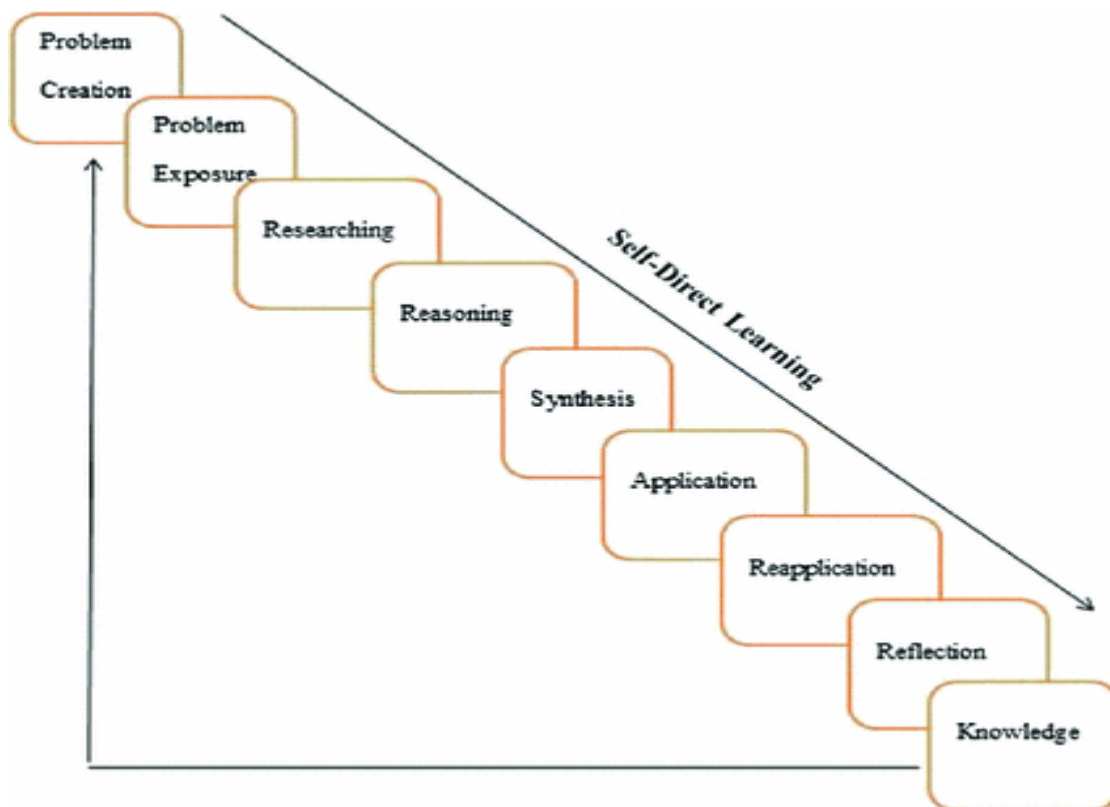 Problem
Creation
Problem
Exposure
Researching
Self-Direct Learning
Reasoning
Synthesis
Application
Reapplication
Reflection
Knowledge